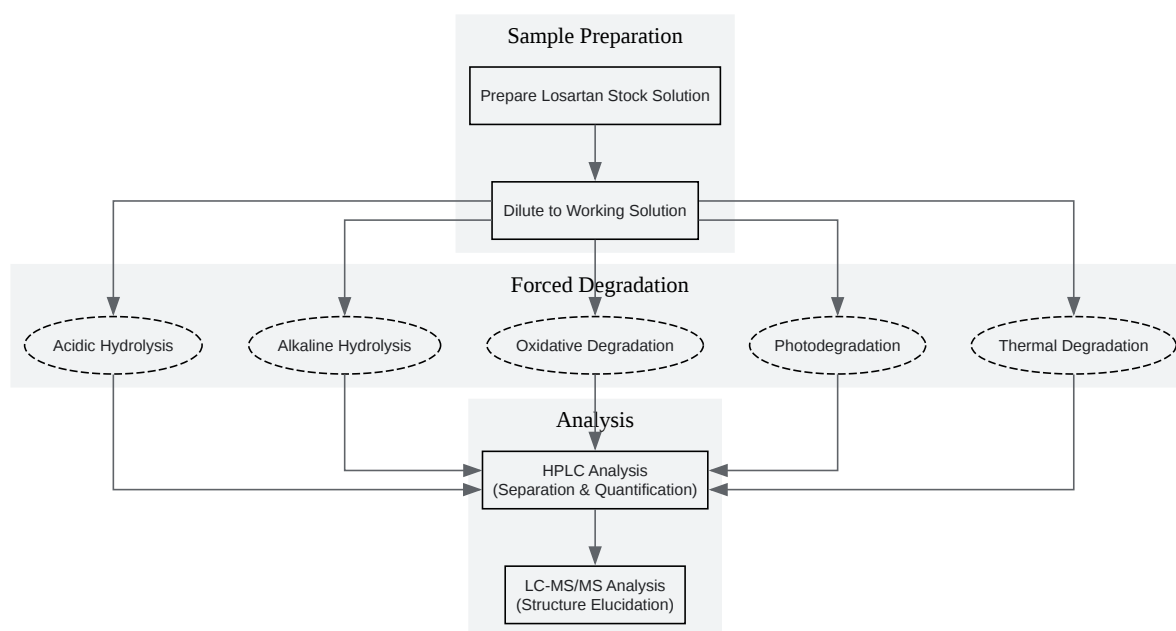 Sample Preparation
Prepare Losartan Stock Solution
Dilute to Working Solution
Forced Degradation
Acidic Hydrolysis
Alkaline Hydrolysis
Oxidative Degradation
Photodegradation
Thermal Degradation
Analysis
HPLC Analysis
(Separation & Quantification)
LC-MS/MS Analysis
(Structure Elucidation)